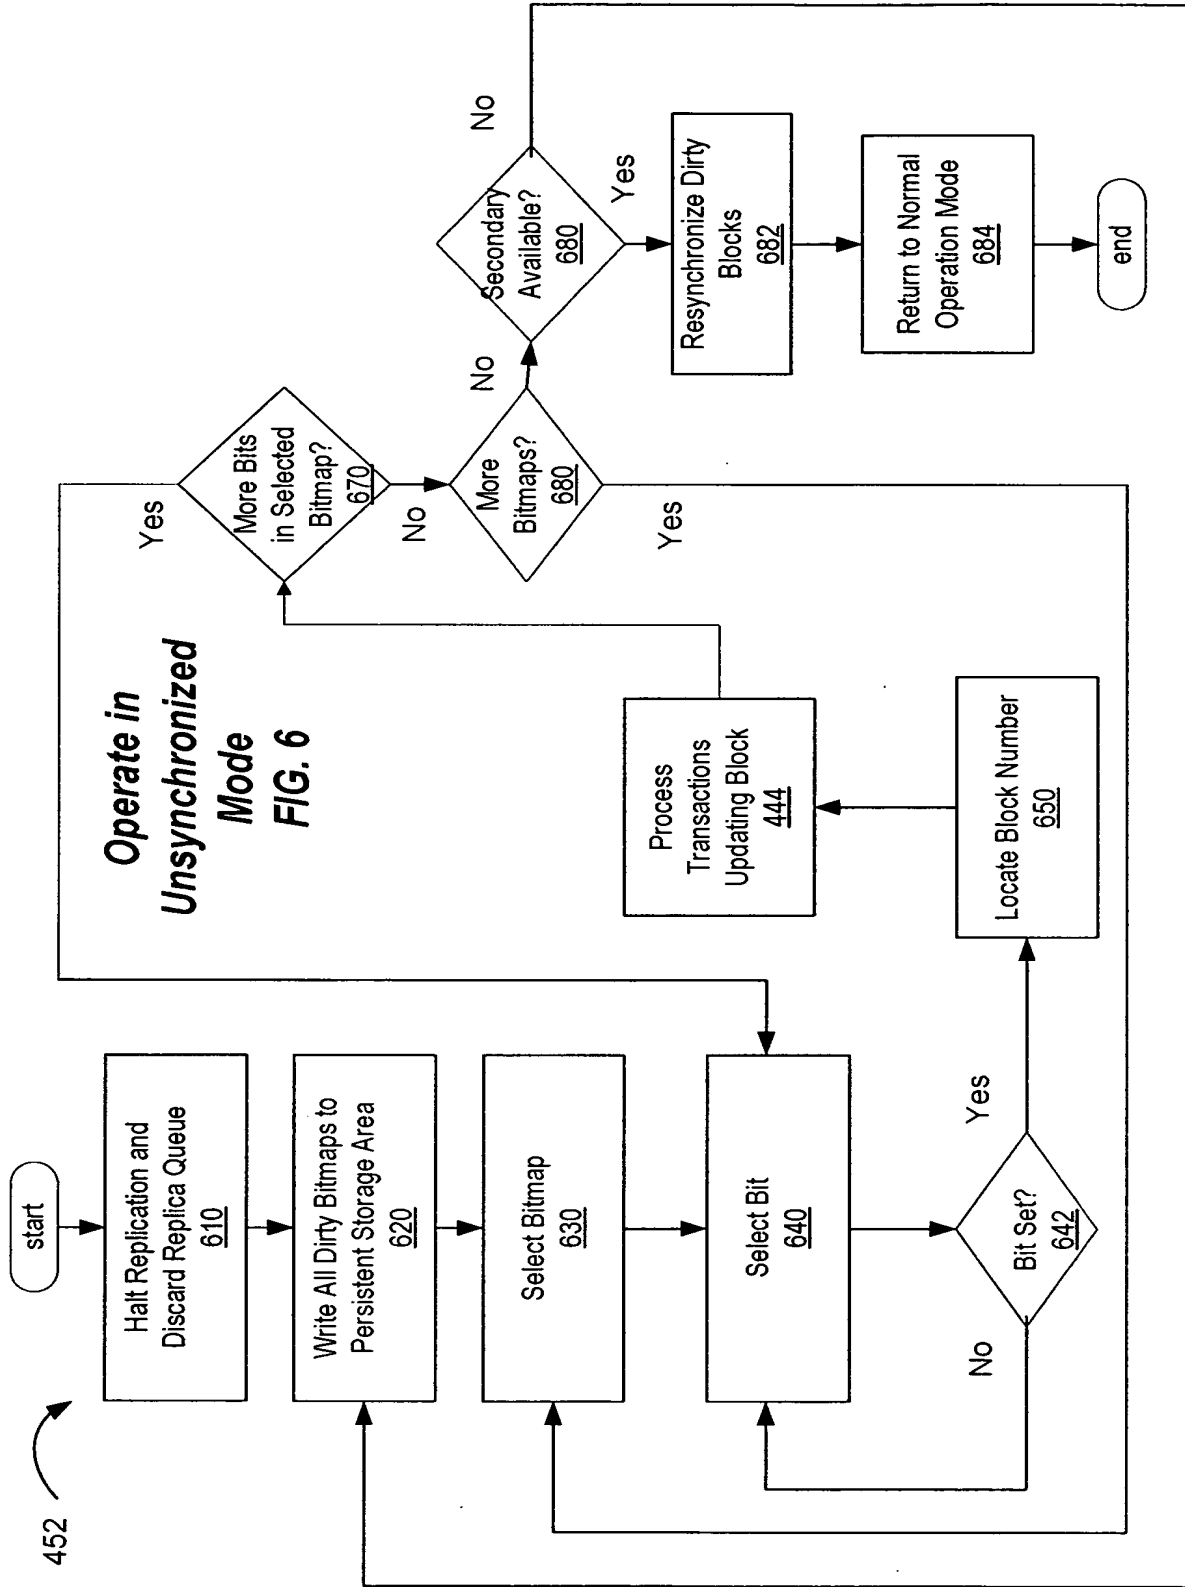 452
start
Halt Replication and
Discard Replica Queue
610
Write All Dirty Bitmaps to
Persistent Storage Area
620
Select Bitmap
630
Select Bit
640
Bit Set?
642
No
Yes
Locate Block Number
650
Process
Transactions
Updating Block
444
Operate in
Unsynchronized
Mode
FIG. 6
More Bits
in Selected
Bitmap?
670
Yes
No
More
Bitmaps?
680
Yes
No
Secondary
Available?
680
No
Yes
Resynchronize Dirty
Blocks
682
Return to Normal
Operation Mode
684
end